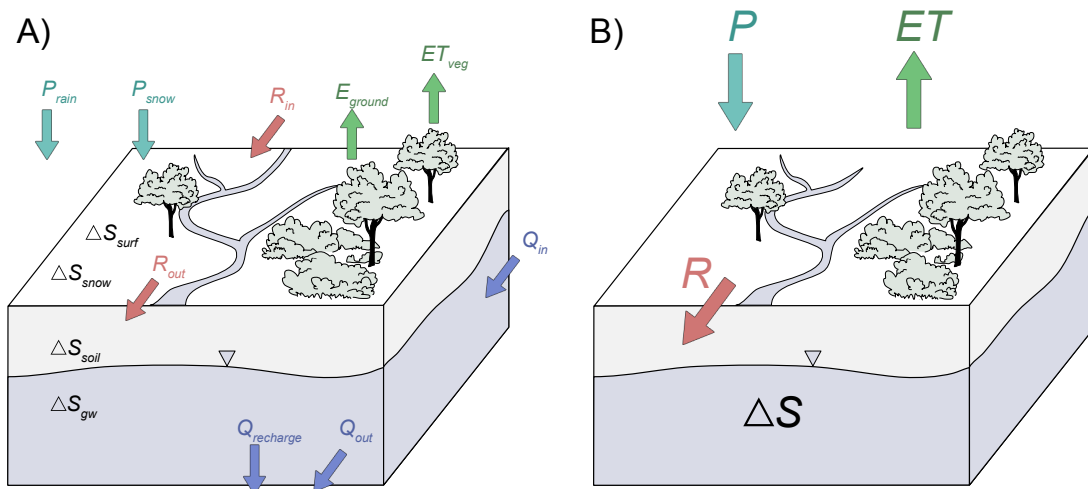 A)
P_rain
P_snow
R_in
E_ground
ET_veg
△S_surf
△S_snow
R_out
Q_in
△S_soil
△S_gw
Q_recharge
Q_out
B)
P
ET
R
△S